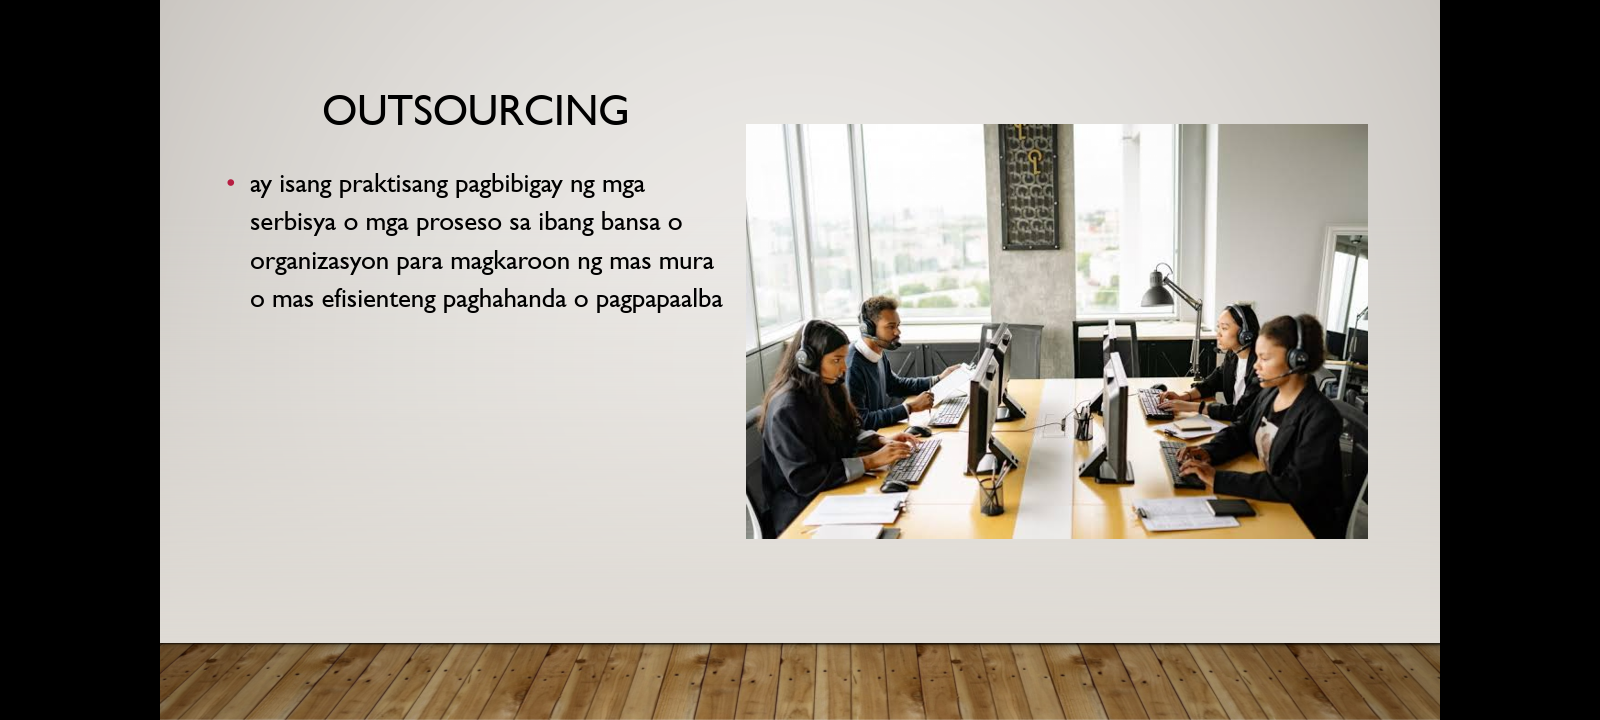 OUTSOURCING
• ay isang praktisang pagbibigay ng mga
serbisya o mga proseso sa ibang bansa o
organizasyon para magkaroon ng mas mura
o mas efisienteng paghahanda o pagpapaalba